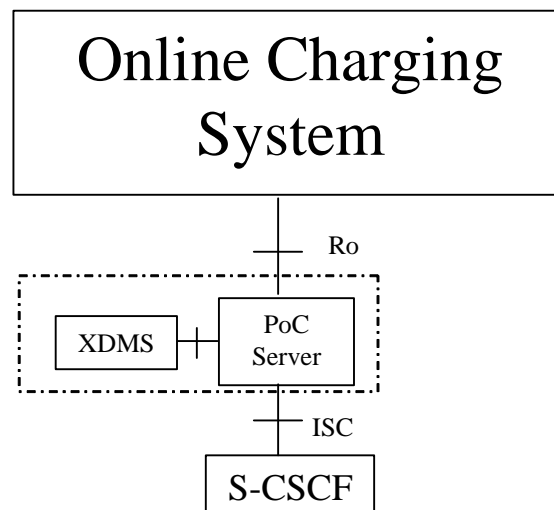 Online Charging
System
Ro
XDMS
PoC
Server
ISC
S-CSCF